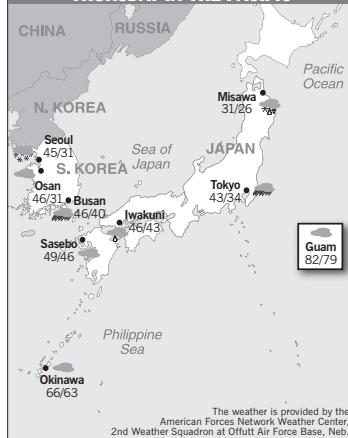 CHINA
RUSSIA
Pacific
Ocean
Misawa
31/26
N. KOREA
Seoul
45/31
Sea of
Japan
JAPAN
S. KOREA
Osan
46/31
Busan
46/40
Tokyo
43/34
Iwakuni
46/43
Sasebo
49/46
Guam
82/79
Philippine
Sea
Okinawa
66/63
The weather is provided by the
American Forces Network Weather Center,
2nd Weather Squadron at Offutt Air Force Base, Neb.